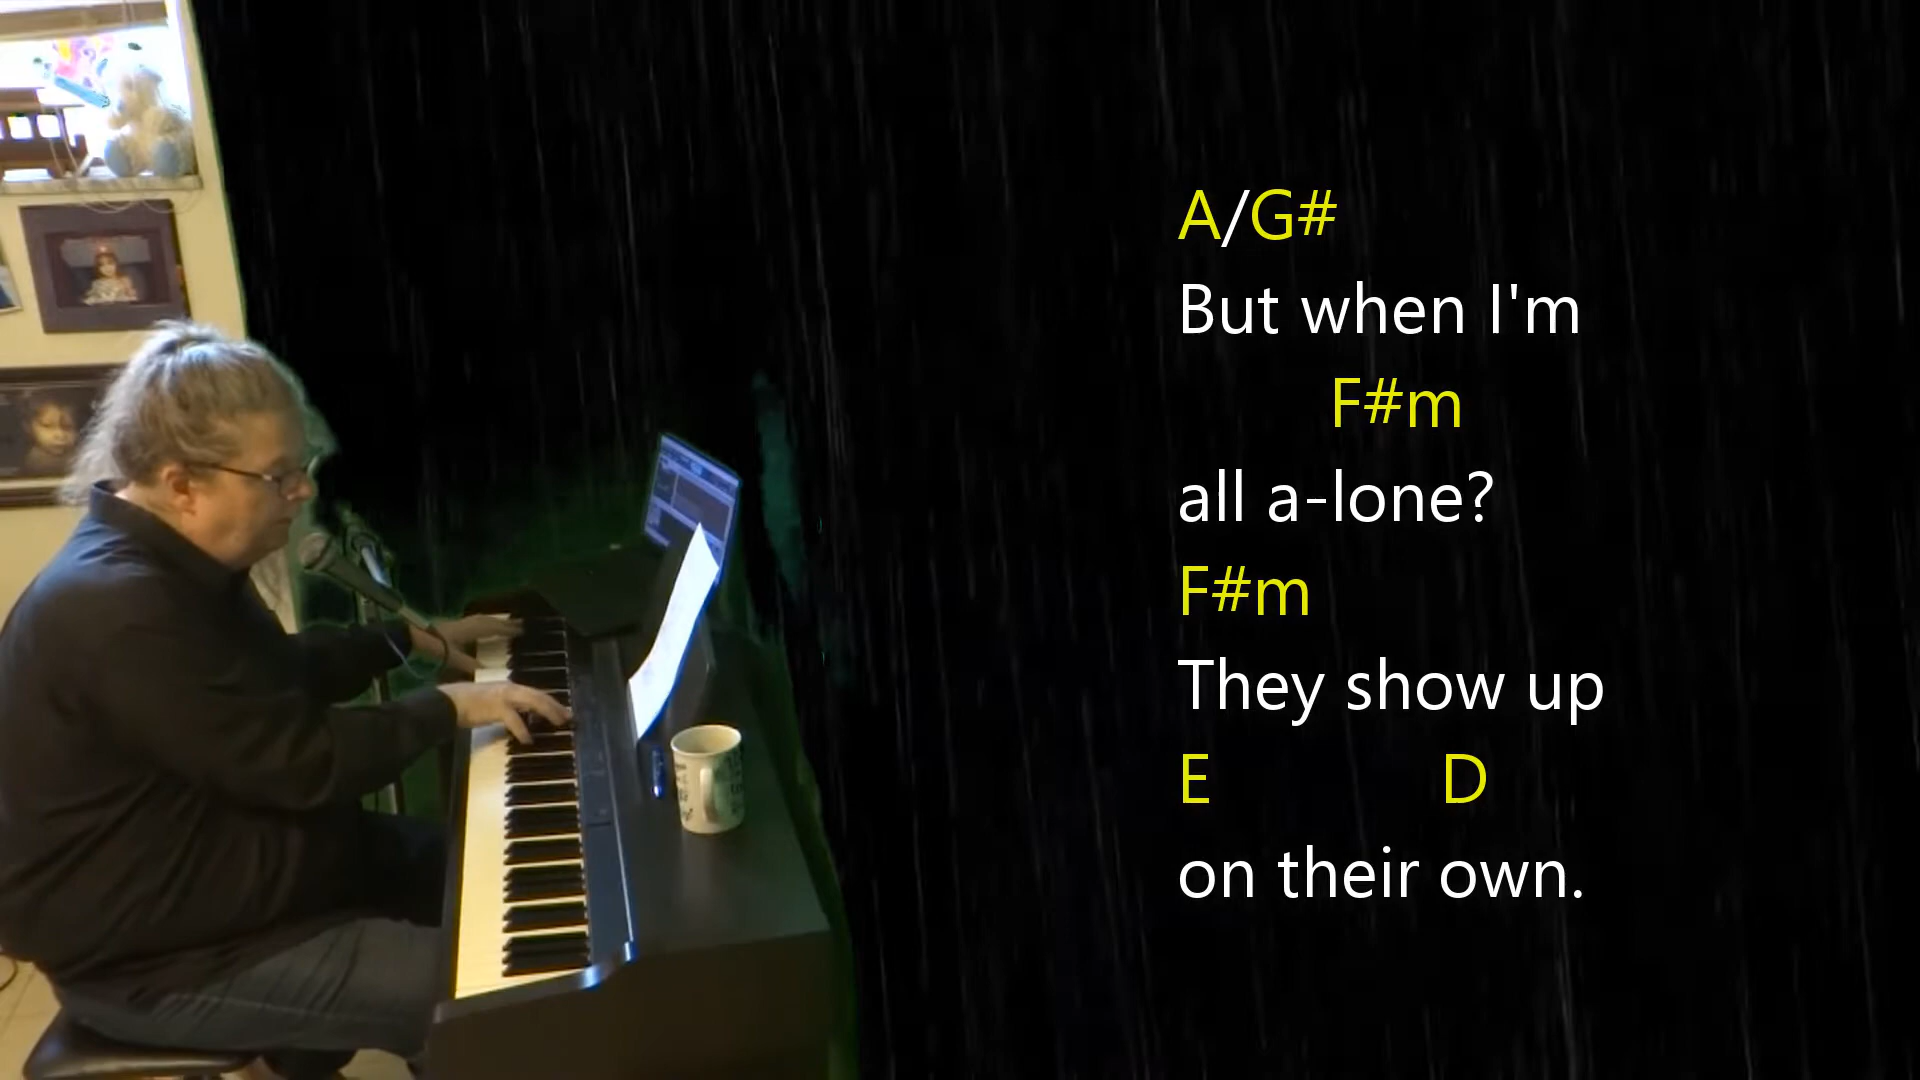 A/G#
But when I'm
F#m
all a-lone?
F#m
They show up
E D
on their own.